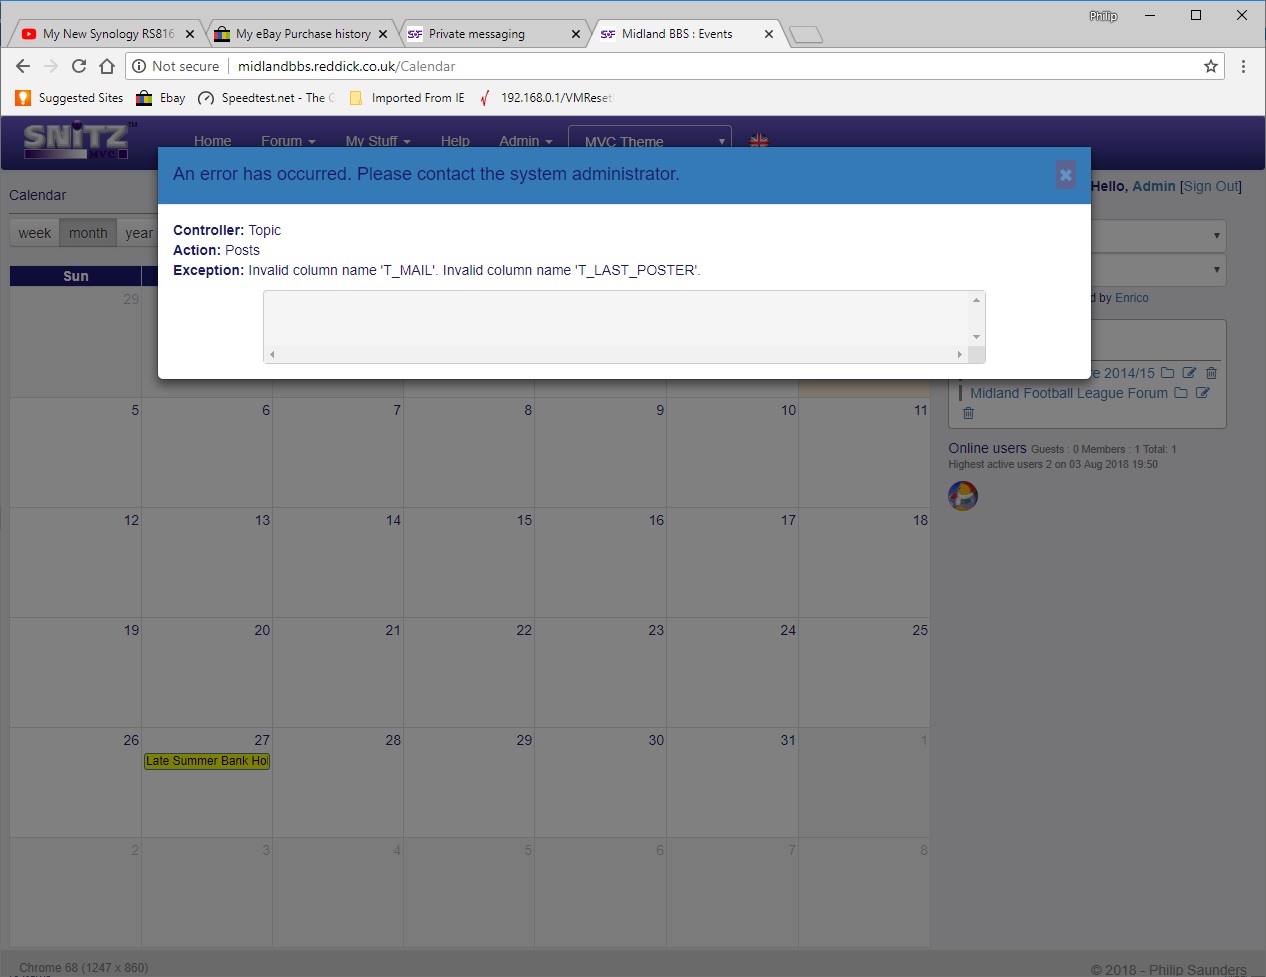 Philip
My New Synology RS816
My eBay Purchase history
Private messaging
Midland BBS : Events
Not secure
midlandbbs.reddick.co.uk/Calendar
Suggested Sites
Ebay
Speedtest.net - The G
Imported From IE
192.168.0.1/VMReset
SNiTZ™
MVC
Home
Forum
My Stuff
Help
Admin
MVC Theme
An error has occurred. Please contact the system administrator.
Hello, Admin [Sign Out]
Calendar
week
month
year
Controller: Topic
Action: Posts
Exception: Invalid column name 'T_MAIL'. Invalid column name 'T_LAST_POSTER'.
Sun
29
d by Enrico
te 2014/15
Midland Football League Forum
5 6 7 8 9 10 11
Online users Guests : 0 Members : 1 Total: 1
Highest active users 2 on 03 Aug 2018 19:50
12 13 14 15 16 17 18
19 20 21 22 23 24 25
26 27 28 29 30 31 1
Late Summer Bank Hol
2 3 4 5 6 7 8
Chrome 68 (1247 x 860)
© 2018 - Philip Saunders